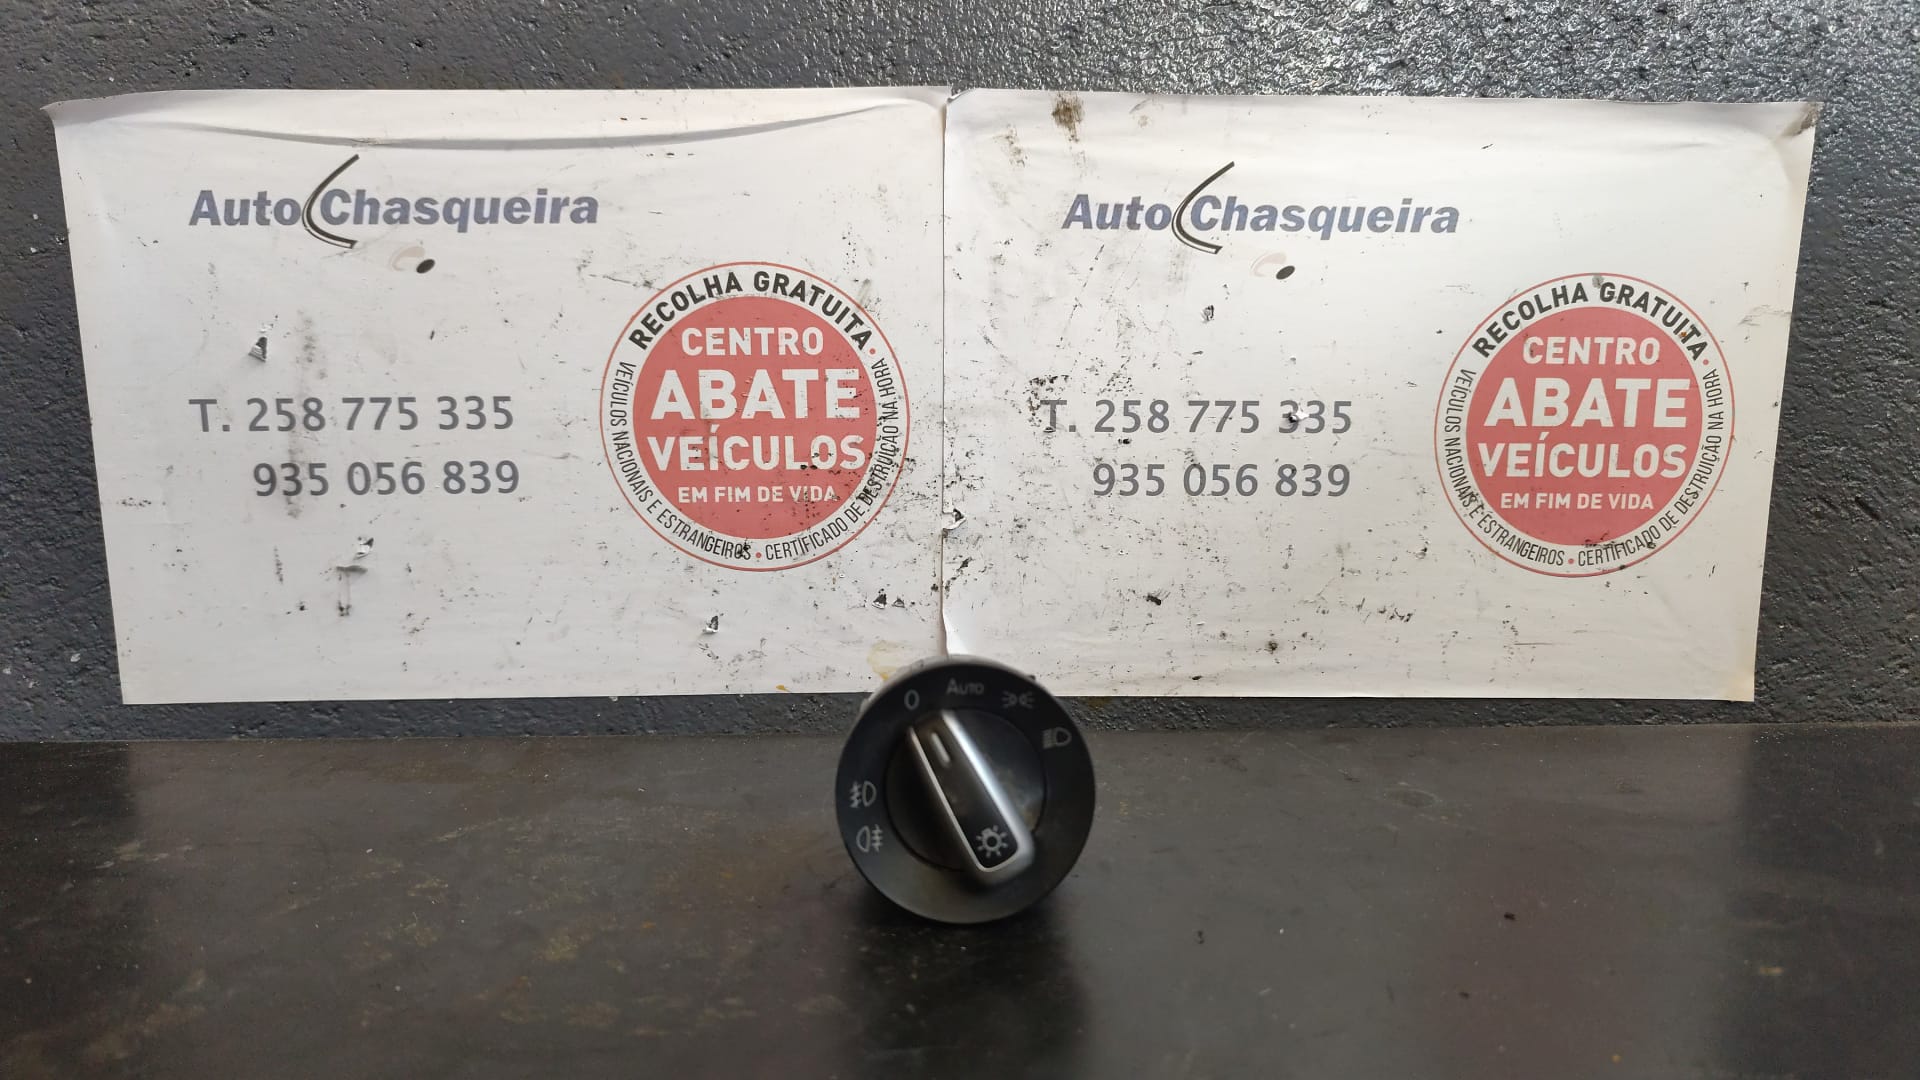 Auto Chasqueira
T. 258 775 335
935 056 839
RECOLHA GRATUITA
CENTRO
ABATE
VEÍCULOS
EM FIM DE VIDA
VEÍCULOS NACIONAIS E ESTRANGEIROS • CERTIFICADO DE DESTRUIÇÃO NA HORA
Auto Chasqueira
T. 258 775 335
935 056 839
RECOLHA GRATUITA
CENTRO
ABATE
VEÍCULOS
EM FIM DE VIDA
VEÍCULOS NACIONAIS E ESTRANGEIROS • CERTIFICADO DE DESTRUIÇÃO NA HORA
0 AUTO